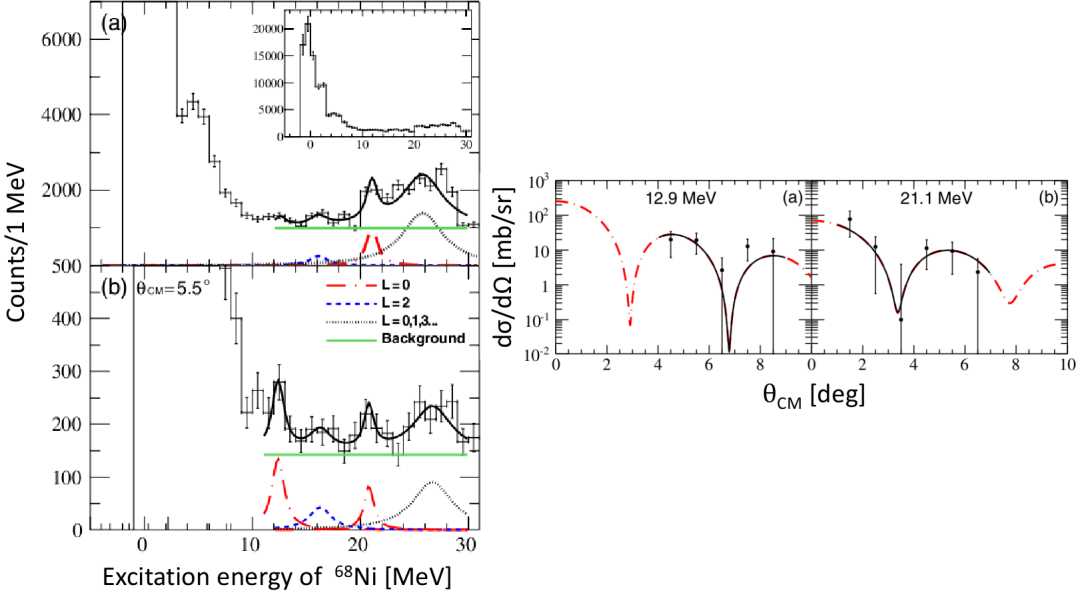 (a)
6000
4000
2000
500
400
300
200
100
0
Counts/1 MeV
20000
15000
10000
5000
0
0
10
20
30
(b)
θCM=5.5°
L=0
L=2
L=0,1,3...
Background
0
10
20
30
Excitation energy of ⁶⁸Ni [MeV]
dσ/dΩ [mb/sr]
10³
10²
10
1
10⁻¹
10⁻²
12.9 MeV
(a)
21.1 MeV
(b)
0
2
4
6
8
0
2
4
6
8
10
θCM [deg]